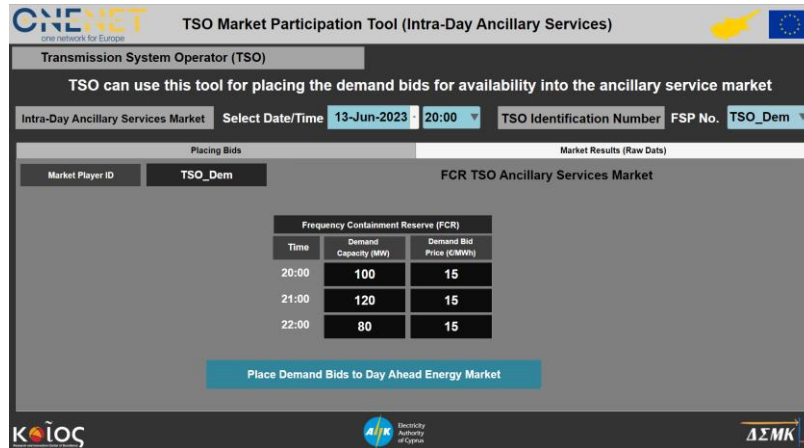 ONENET
one network for Europe
TSO Market Participation Tool (Intra-Day Ancillary Services)
Transmission System Operator (TSO)
TSO can use this tool for placing the demand bids for availability into the ancillary service market
Intra-Day Ancillary Services Market Select Date/Time 13-Jun-2023 20:00 TSO Identification Number FSP No. TSO_Dem
Placing Bids Market Results (Raw Dats)
Market Player ID TSO_Dem FCR TSO Ancillary Services Market
Frequency Containment Reserve (FCR)
Time Demand Capacity (MW) Demand Bid Price (€/MWh)
20:00 100 15
21:00 120 15
22:00 80 15
Place Demand Bids to Day Ahead Energy Market
κοῖος
AHK Electricity Authority of Cyprus
ΔΣΜΚ